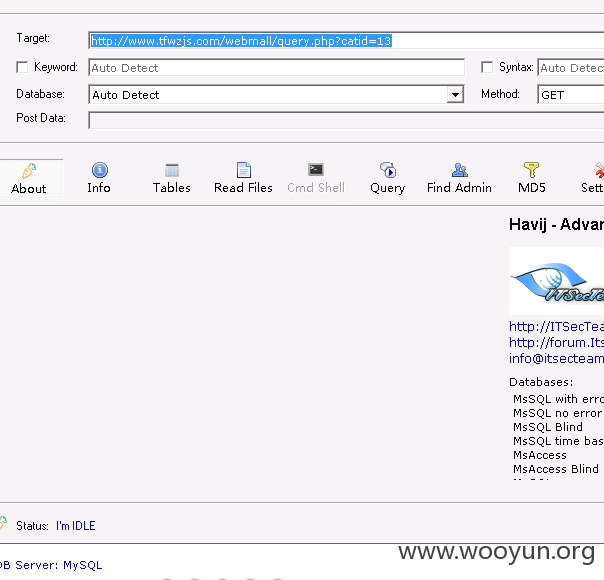 Target: http://www.tfwzjs.com/webmall/query.php?catid=13
Keyword: Auto Detect Syntax: Auto Detect
Database: Auto Detect Method: GET
Post Data:
About Info Tables Read Files Cmd Shell Query Find Admin MD5 Sett
Havij - Advan
ITSecTe
http://ITSecTea
http://forum.Its
info@itsecteam
Databases:
MsSQL with erro
MsSQL no error
MsSQL Blind
MsSQL time bas
MsAccess
MsAccess Blind
Status: I'm IDLE
www.wooyun.org
DB Server: MySQL